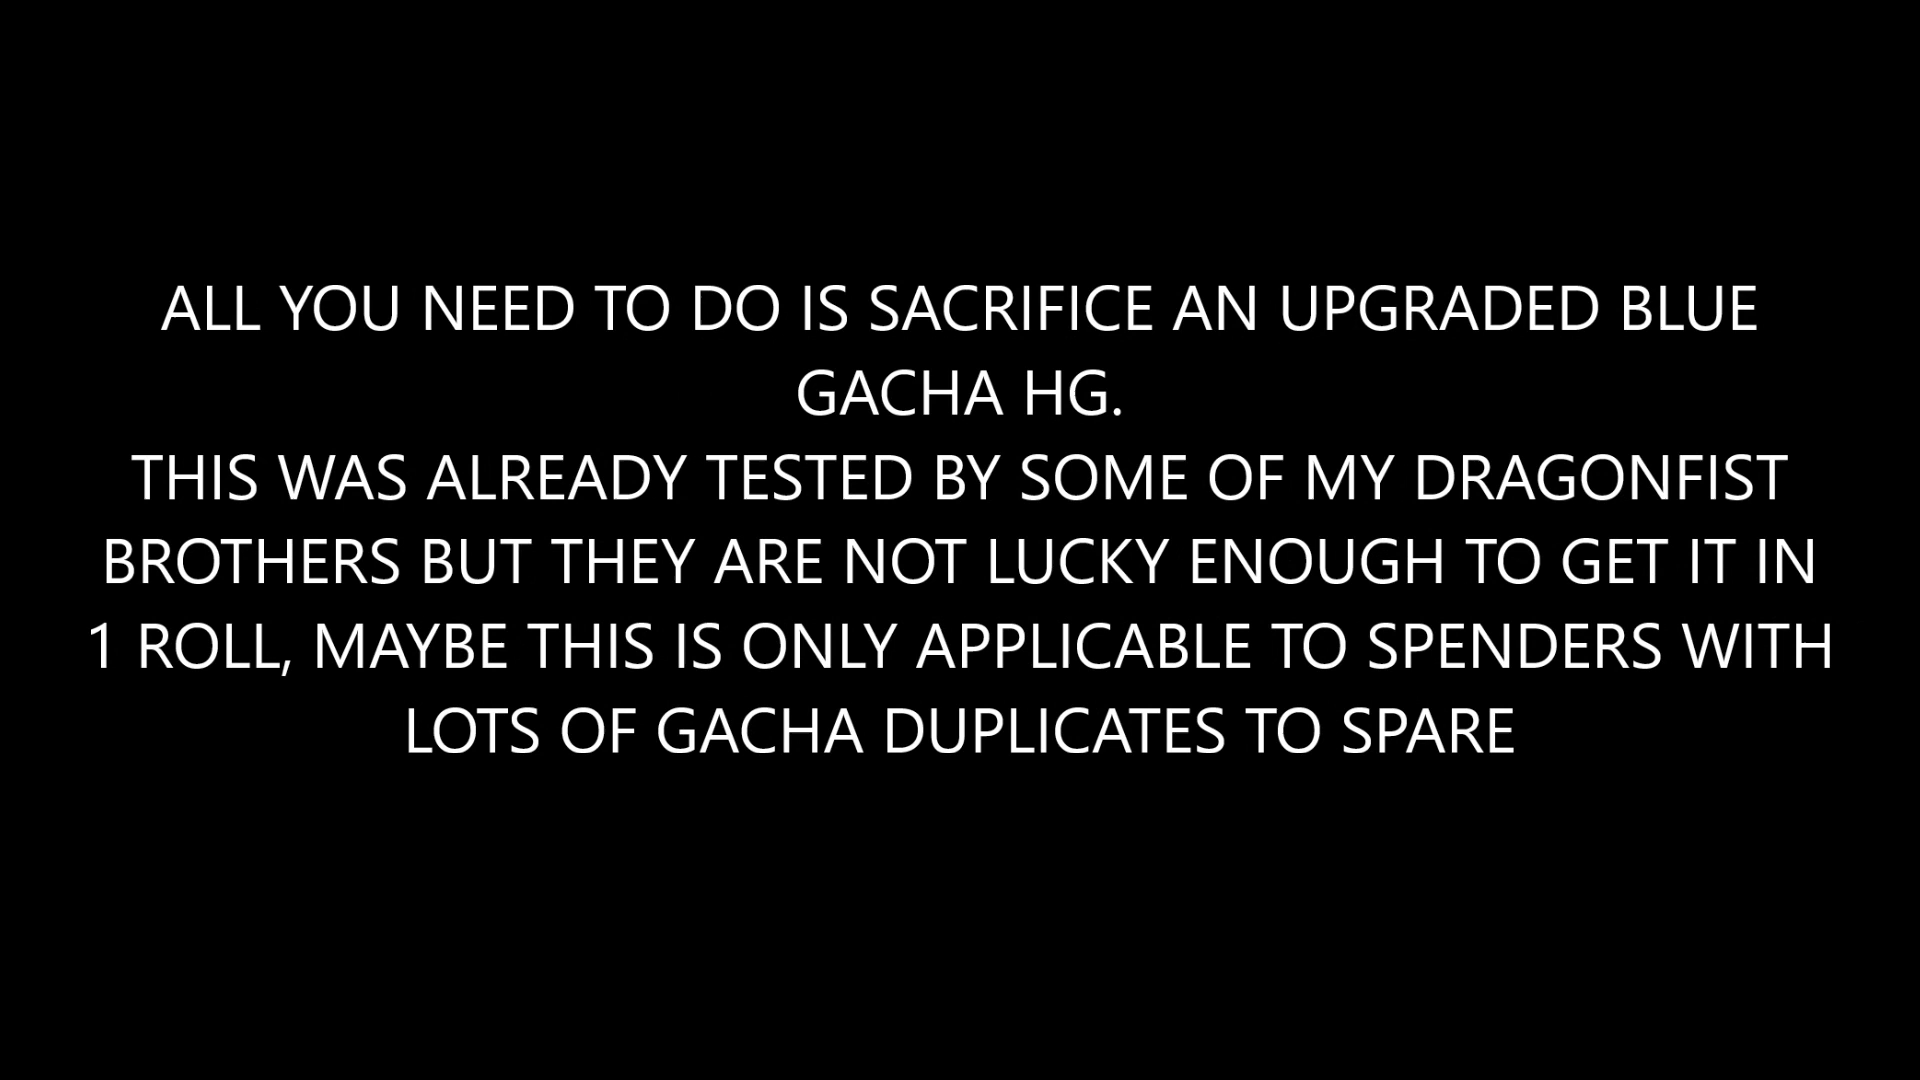 ALL YOU NEED TO DO IS SACRIFICE AN UPGRADED BLUE
GACHA HG.
THIS WAS ALREADY TESTED BY SOME OF MY DRAGONFIST
BROTHERS BUT THEY ARE NOT LUCKY ENOUGH TO GET IT IN
1 ROLL, MAYBE THIS IS ONLY APPLICABLE TO SPENDERS WITH
LOTS OF GACHA DUPLICATES TO SPARE